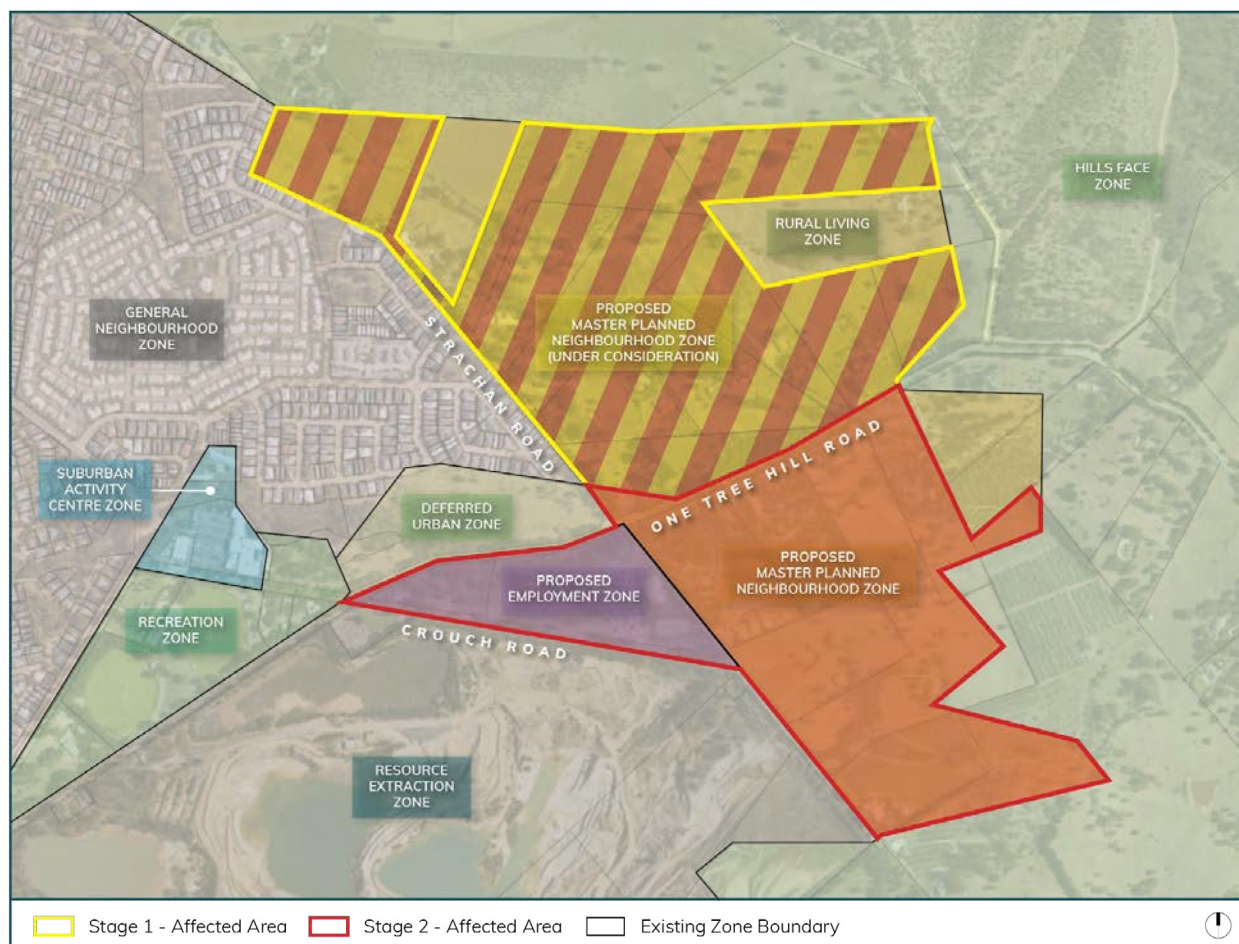 HILLS FACE
ZONE
RURAL LIVING
ZONE
GENERAL
NEIGHBOURHOOD
ZONE
PROPOSED
MASTER PLANNED
NEIGHBOURHOOD ZONE
(UNDER CONSIDERATION)
STRACHAN ROAD
ONE TREE HILL ROAD
SUBURBAN
ACTIVITY
CENTRE ZONE
DEFERRED
URBAN ZONE
PROPOSED
EMPLOYMENT ZONE
PROPOSED
MASTER PLANNED
NEIGHBOURHOOD ZONE
RECREATION
ZONE
CROUCH ROAD
RESOURCE
EXTRACTION
ZONE
Stage 1 - Affected Area
Stage 2 - Affected Area
Existing Zone Boundary